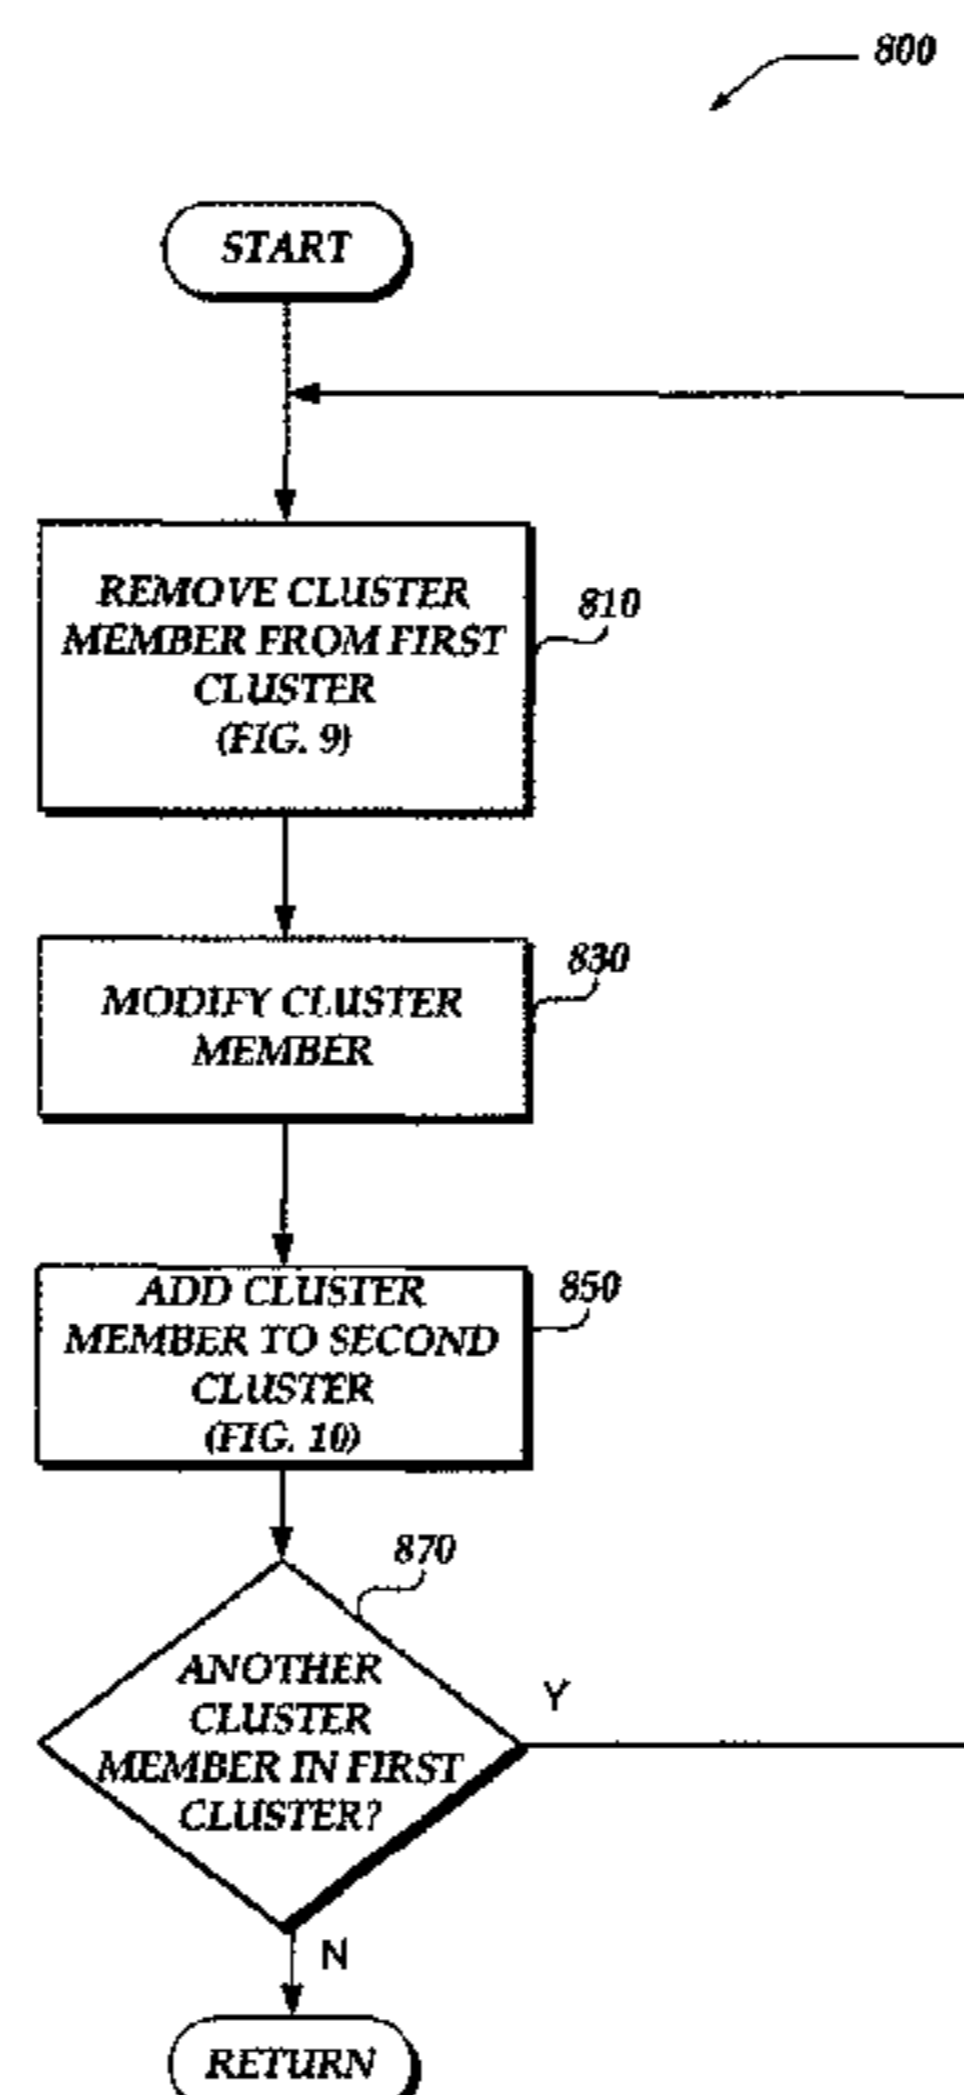 800
START
REMOVE CLUSTER
MEMBER FROM FIRST
CLUSTER
(FIG. 9)
810
MODIFY CLUSTER
MEMBER
830
ADD CLUSTER
MEMBER TO SECOND
CLUSTER
(FIG. 10)
850
870
ANOTHER
CLUSTER
MEMBER IN FIRST
CLUSTER?
Y
N
RETURN